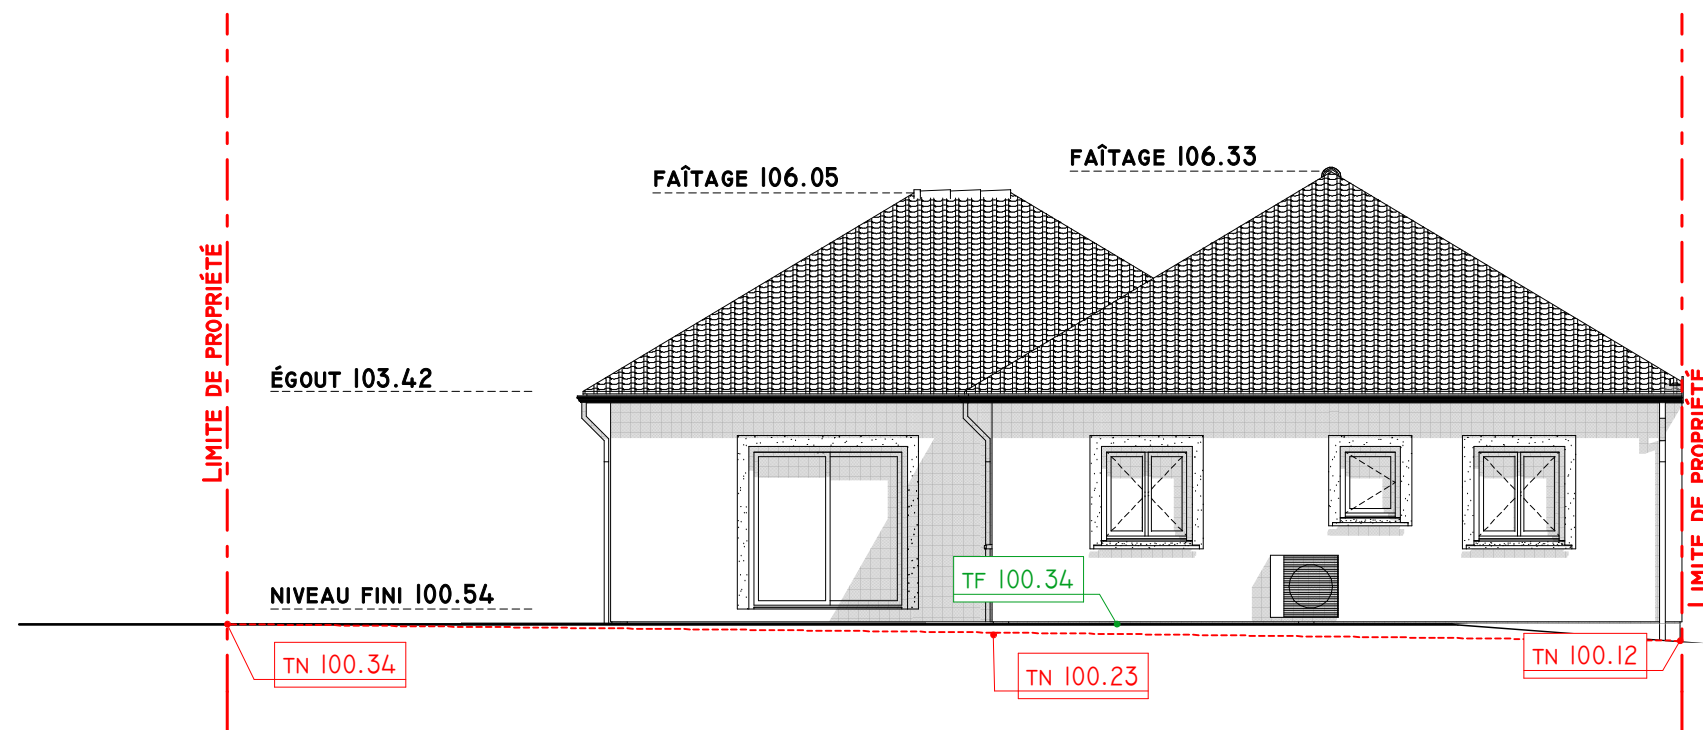 FAÎTAGE 106.33
FAÎTAGE 106.05
LIMITE DE PROPRIÉTÉ
ÉGOUT 103.42
LIMITE DE PROPRIÉTÉ
TF 100.34
NIVEAU FINI 100.54
TN 100.34
TN 100.23
TN 100.12